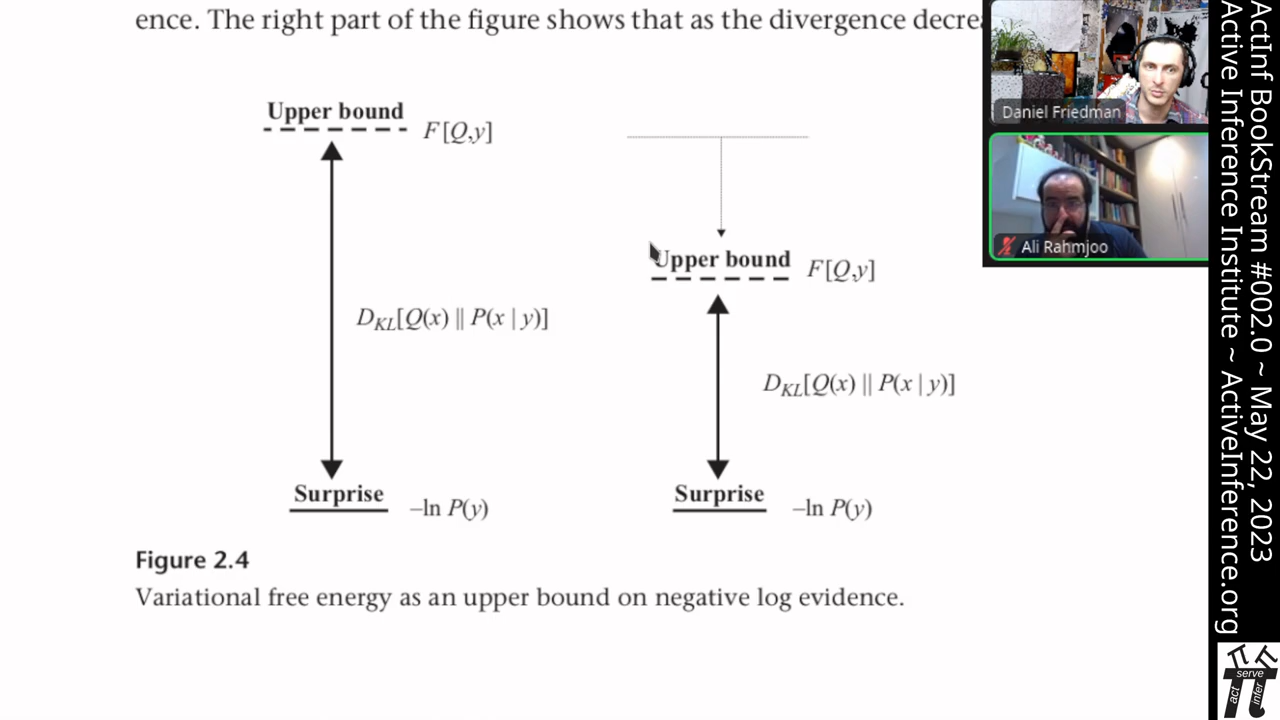 ence. The right part of the figure shows that as the divergence decre
Upper bound
F[Q,y]
Upper bound
F[Q,y]
D_KL[Q(x) || P(x | y)]
D_KL[Q(x) || P(x | y)]
Surprise
–ln P(y)
Surprise
–ln P(y)
Figure 2.4
Variational free energy as an upper bound on negative log evidence.
Daniel Friedman
Ali Rahmjoo
ActInf BookStream #002.0 ~ May 22, 2023
Active Inference Institute ~ ActiveInference.org
serve
act
infer